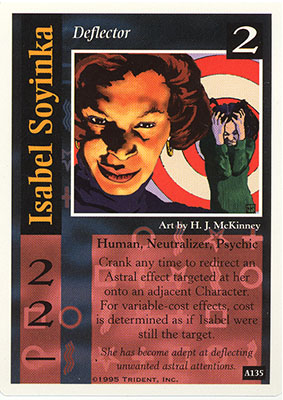 Isabel Soyinka
Deflector
2
Art by H. J. McKinney
Human, Neutralizer, Psychic
Crank any time to redirect an
Astral effect targeted at her
onto an adjacent Character.
For variable-cost effects, cost
is determined as if Isabel were
still the target.
She has become adept at deflecting
unwanted astral attentions.
2
2
©1995 TRIDENT, INC.
A135